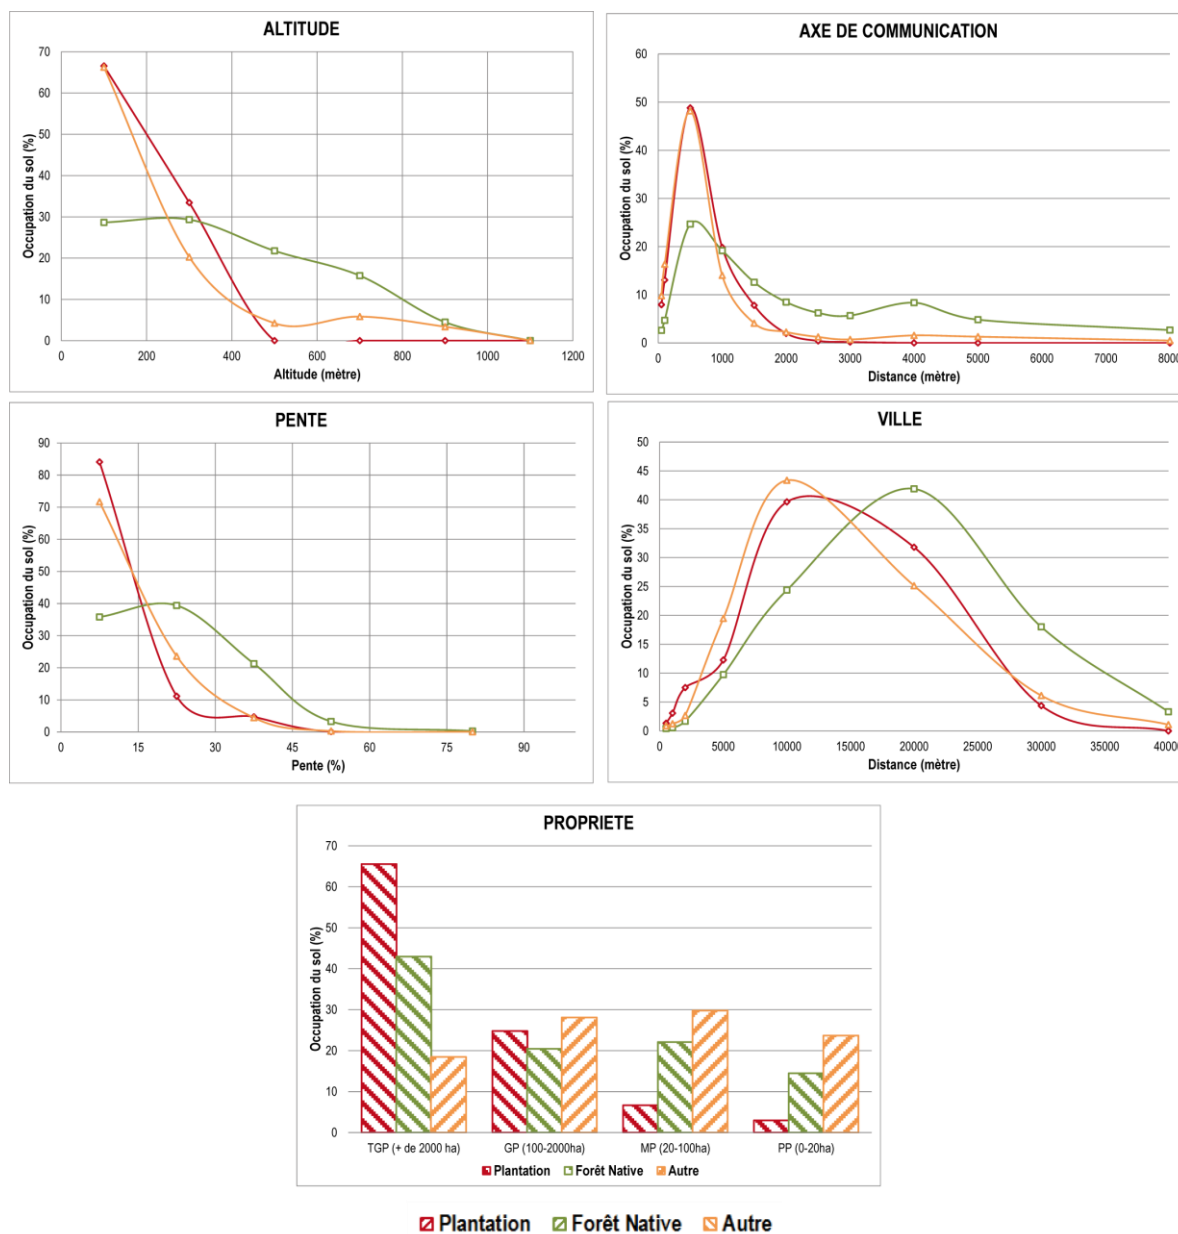 ALTITUDE
Occupation du sol (%)
70
60
50
40
30
20
10
0
0 200 400 600 800 1000 1200
Altitude (mètre)
AXE DE COMMUNICATION
Occupation du sol (%)
60
50
40
30
20
10
0
0 1000 2000 3000 4000 5000 6000 7000 8000
Distance (mètre)
PENTE
Occupation du sol (%)
90
80
70
60
50
40
30
20
10
0
0 15 30 45 60 75 90
Pente (%)
VILLE
Occupation du sol (%)
50
45
40
35
30
25
20
15
10
5
0
0 5000 10000 15000 20000 25000 30000 35000 40000
Distance (mètre)
PROPRIETE
Occupation du sol (%)
70
60
50
40
30
20
10
0
TGP (+ de 2000 ha) GP (100-2000ha) MP (20-100ha) PP (0-20ha)
Plantation Forêt Native Autre
Plantation Forêt Native Autre